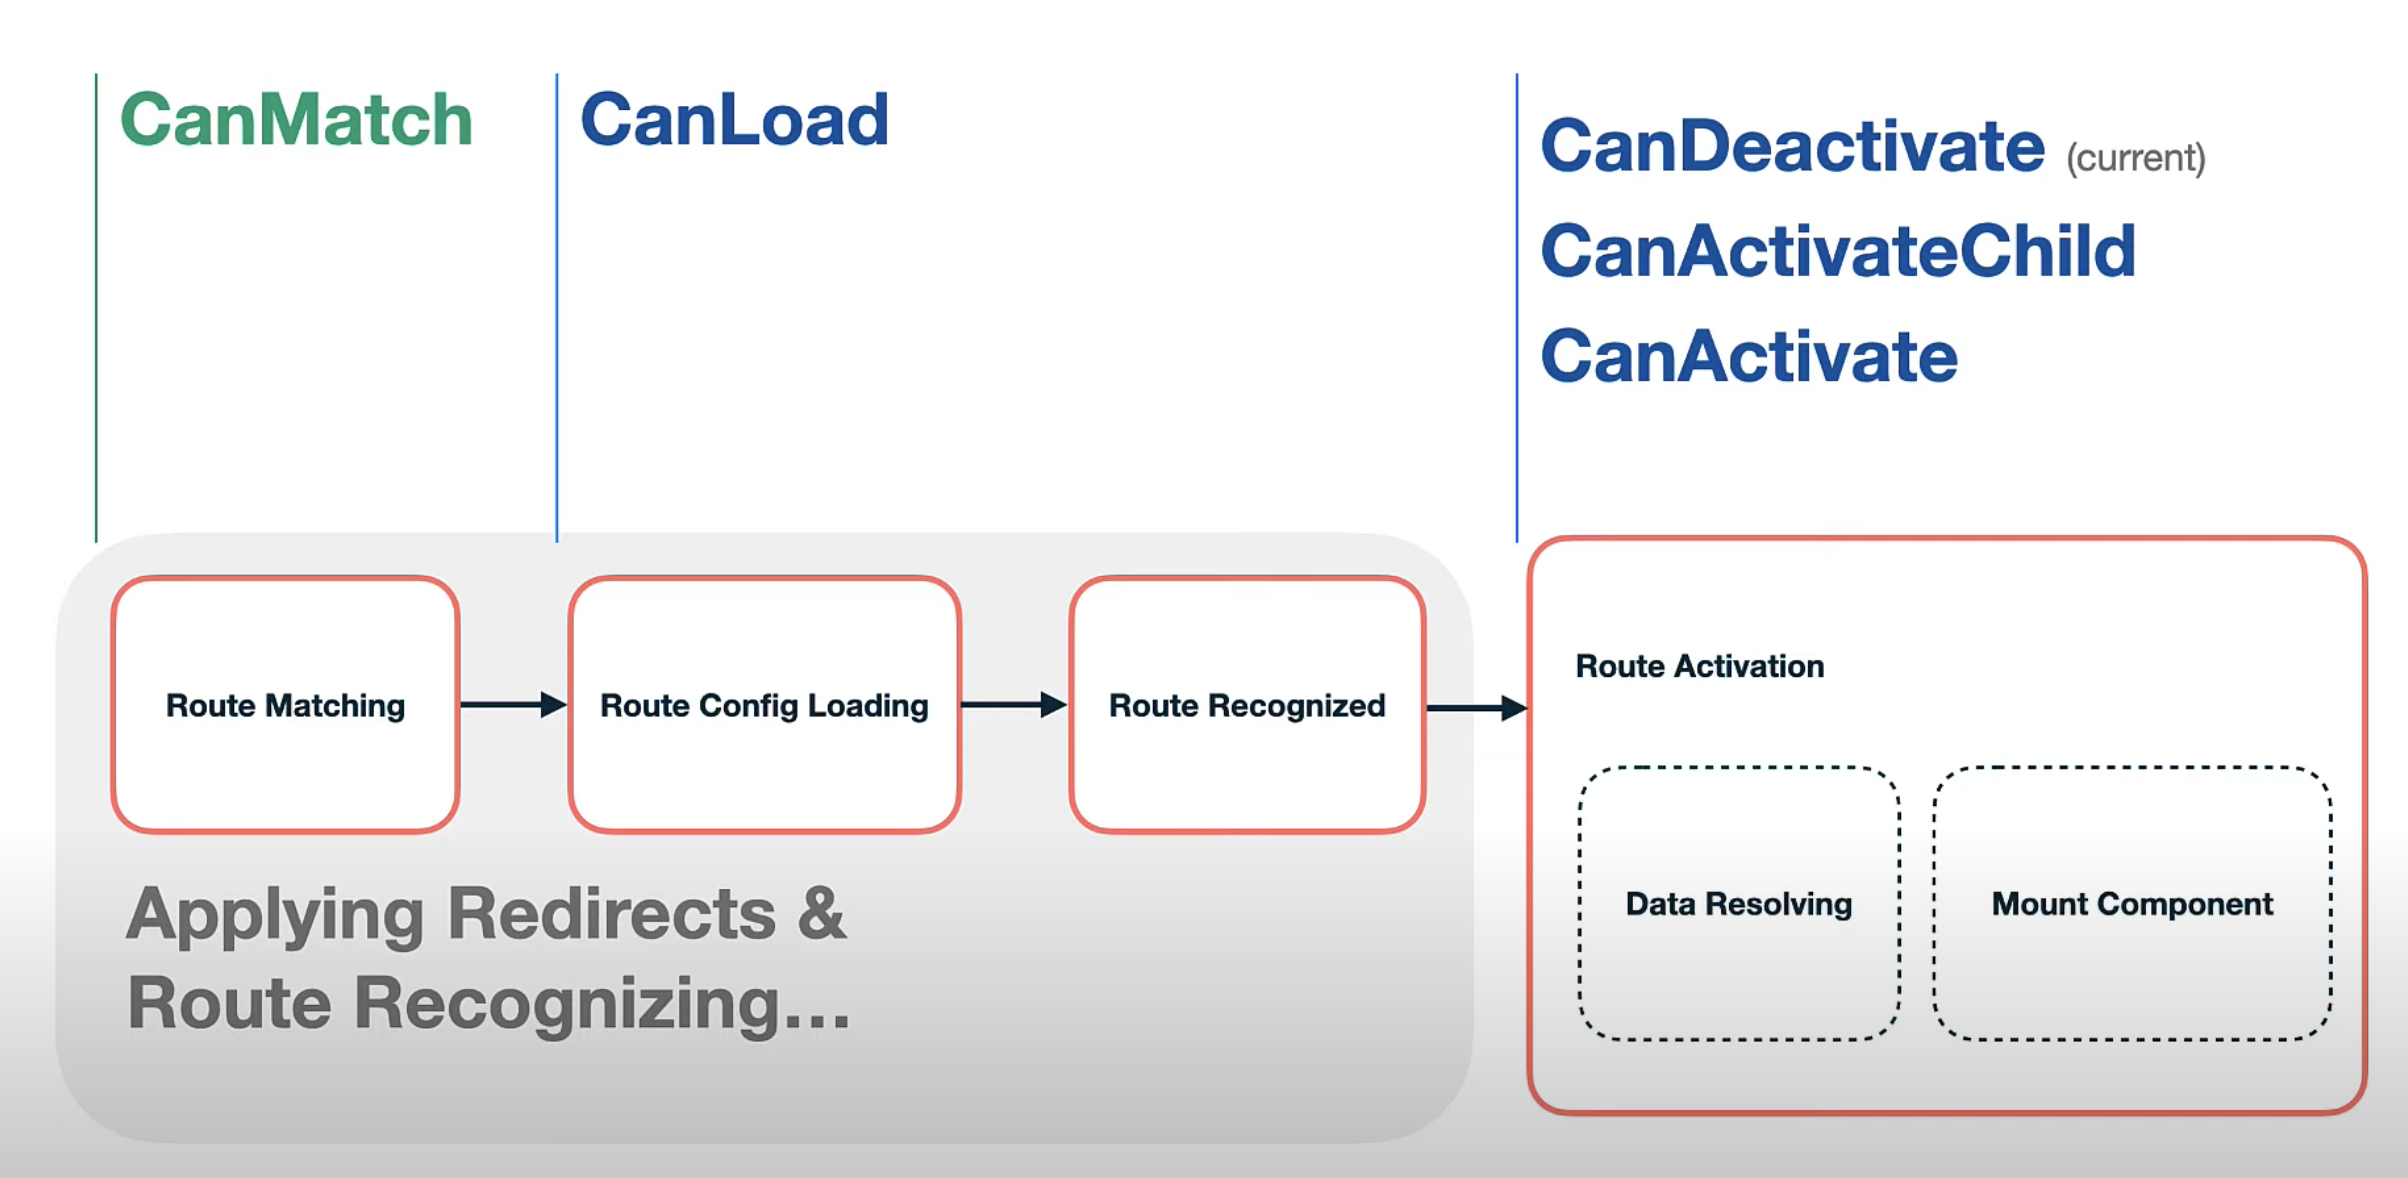 CanMatch
CanLoad
CanDeactivate (current)
CanActivateChild
CanActivate
Route Matching
Route Config Loading
Route Recognized
Route Activation
Data Resolving
Mount Component
Applying Redirects &
Route Recognizing...